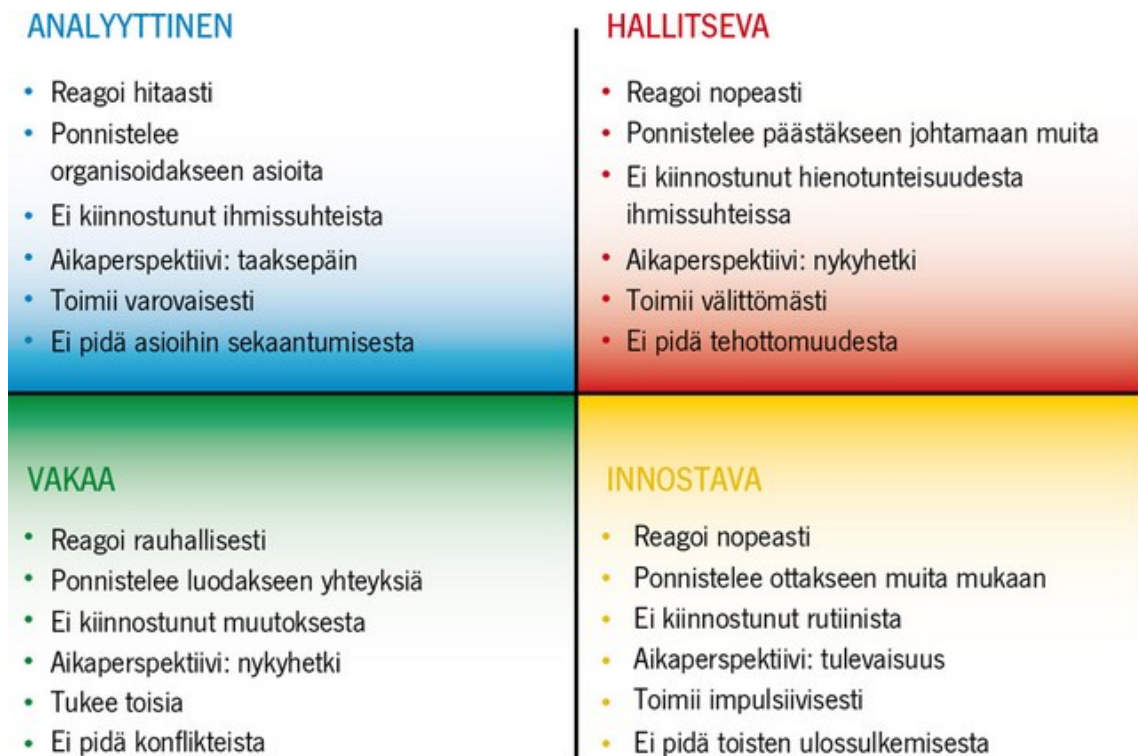 ANALYYTTINEN
• Reagoi hitaasti
• Ponnistelee
organisoidakseen asioita
• Ei kiinnostunut ihmissuhteista
• Aikaperspektiivi: taaksepäin
• Toimii varovaisesti
• Ei pidä asioihin sekaantumisesta
HALLITSEVA
• Reagoi nopeasti
• Ponnistelee päästäkseen johtamaan muita
• Ei kiinnostunut hienotunteisuudesta
ihmissuhteissa
• Aikaperspektiivi: nykyhetki
• Toimii välittömästi
• Ei pidä tehottomuudesta
VAKAA
• Reagoi rauhallisesti
• Ponnistelee luodakseen yhteyksiä
• Ei kiinnostunut muutoksesta
• Aikaperspektiivi: nykyhetki
• Tukee toisia
• Ei pidä konflikteista
INNOSTAVA
• Reagoi nopeasti
• Ponnistelee ottakseen muita mukaan
• Ei kiinnostunut rutiinista
• Aikaperspektiivi: tulevaisuus
• Toimii impulsiivisesti
• Ei pidä toisten ulossulkemisesta